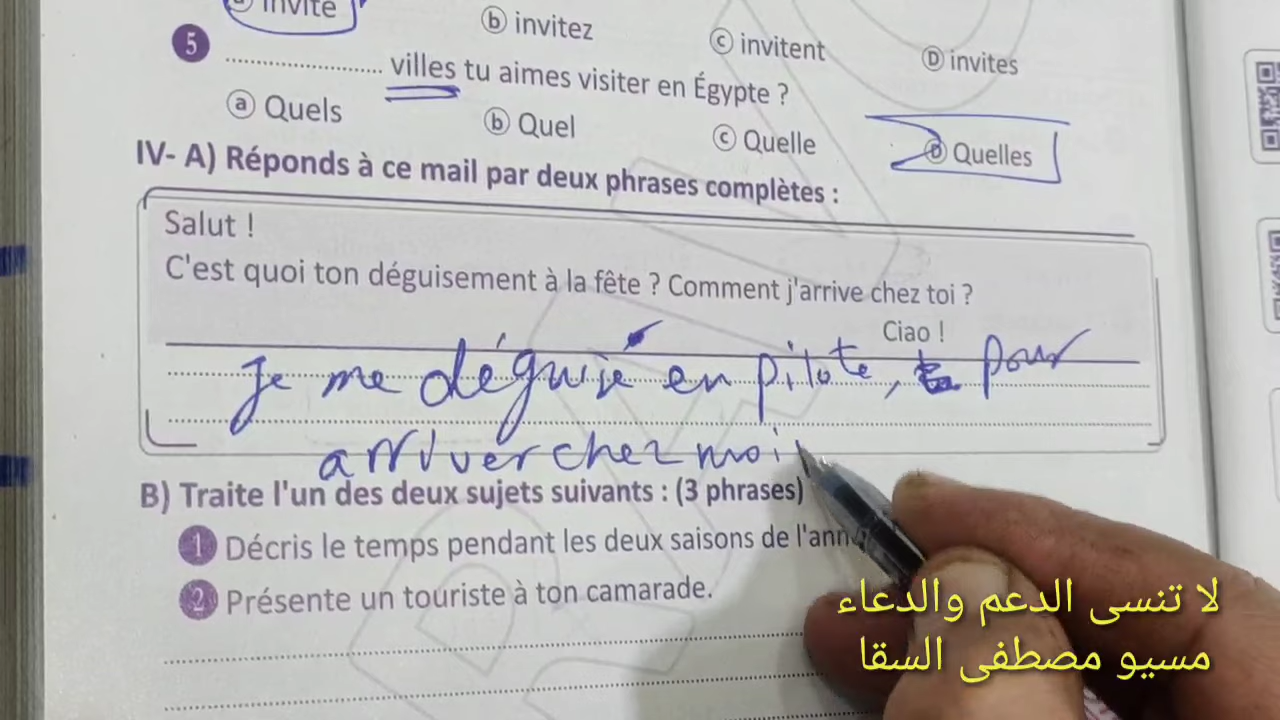 invite
ⓑ invitez
ⓒ invitent
Ⓓ invites
5 .......................... villes tu aimes visiter en Égypte ?
ⓐ Quels
ⓑ Quel
ⓒ Quelle
Ⓓ Quelles
IV- A) Réponds à ce mail par deux phrases complètes :
Salut !
C'est quoi ton déguisement à la fête ? Comment j'arrive chez toi ?
Ciao !
Je me déguise en pilote, pour
arriver chez moi
B) Traite l'un des deux sujets suivants : (3 phrases)
1 Décris le temps pendant les deux saisons de l'ann
2 Présente un touriste à ton camarade.
لا تنسى الدعم والدعاء
مسيو مصطفى السقا